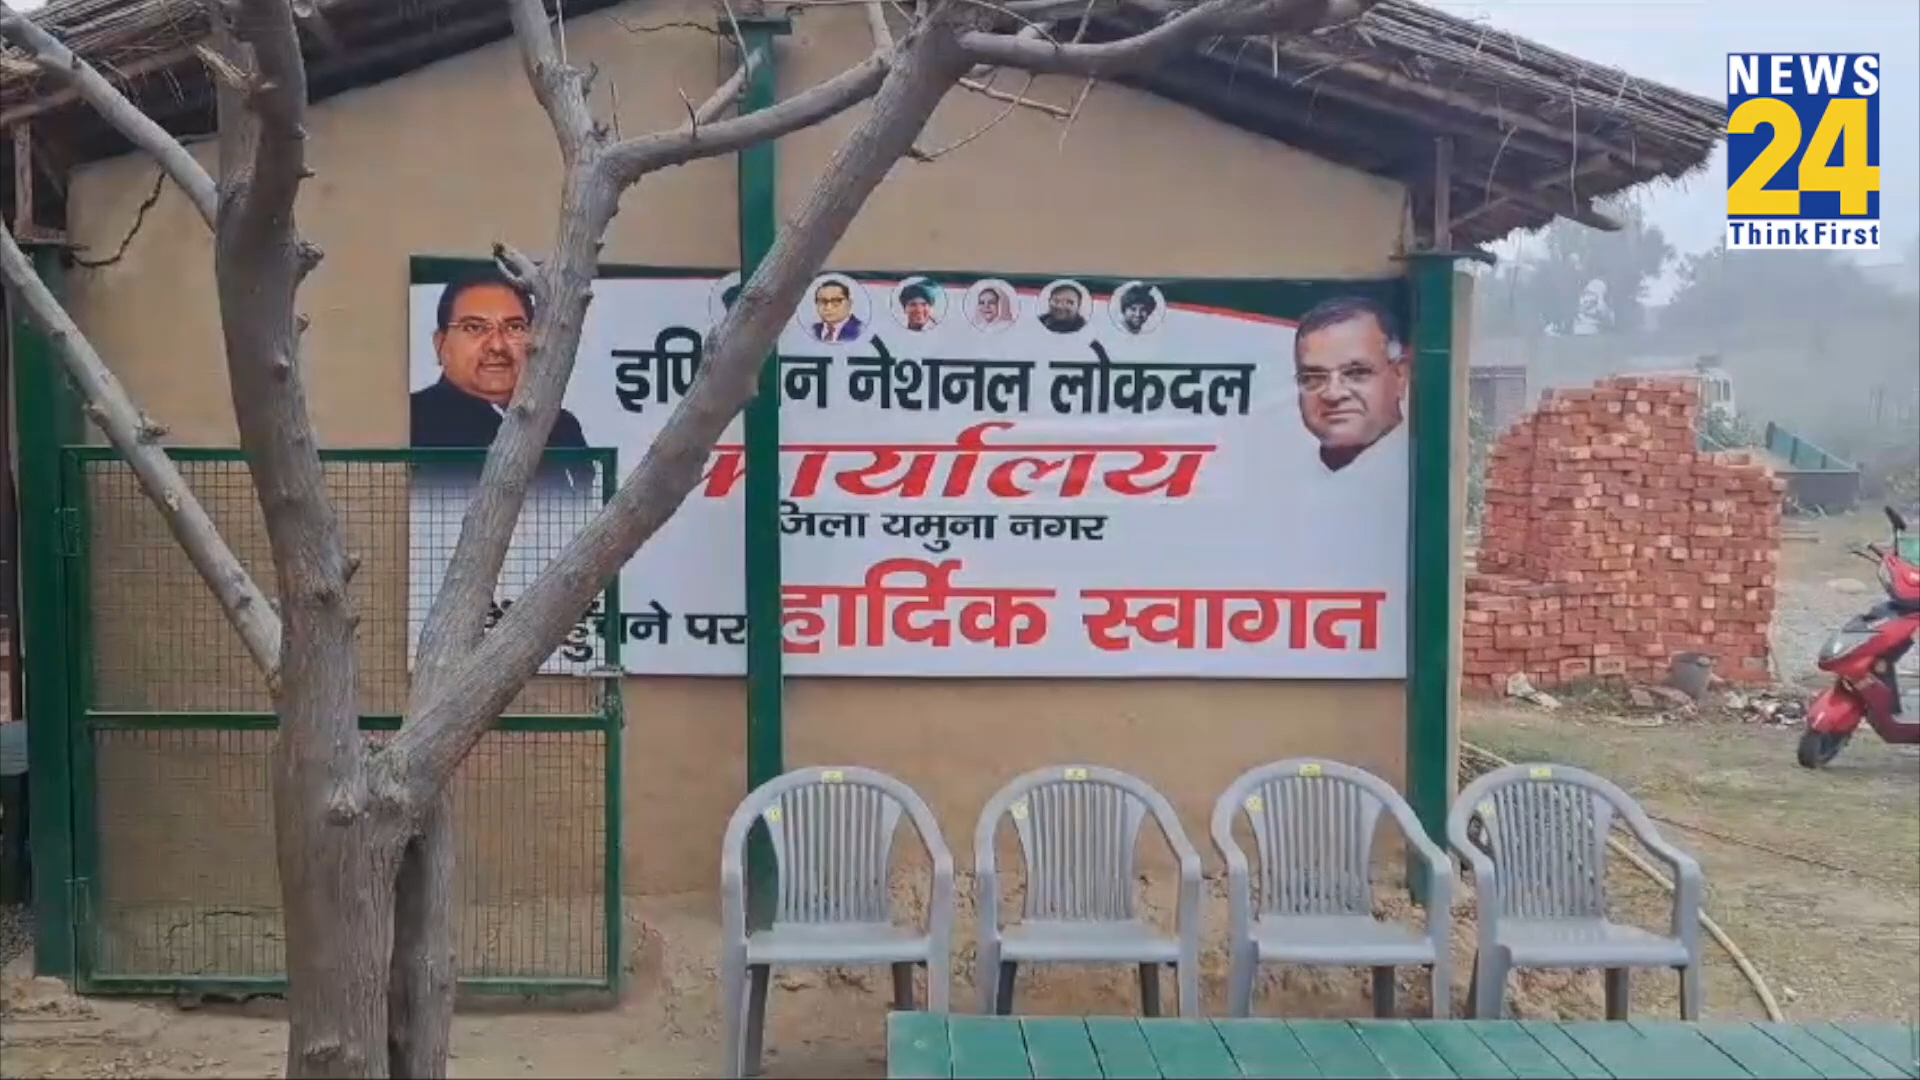 NEWS
24
ThinkFirst
नेशनल लोकदल
कार्यालय
जिला यमुना नगर
पर हार्दिक स्वागत